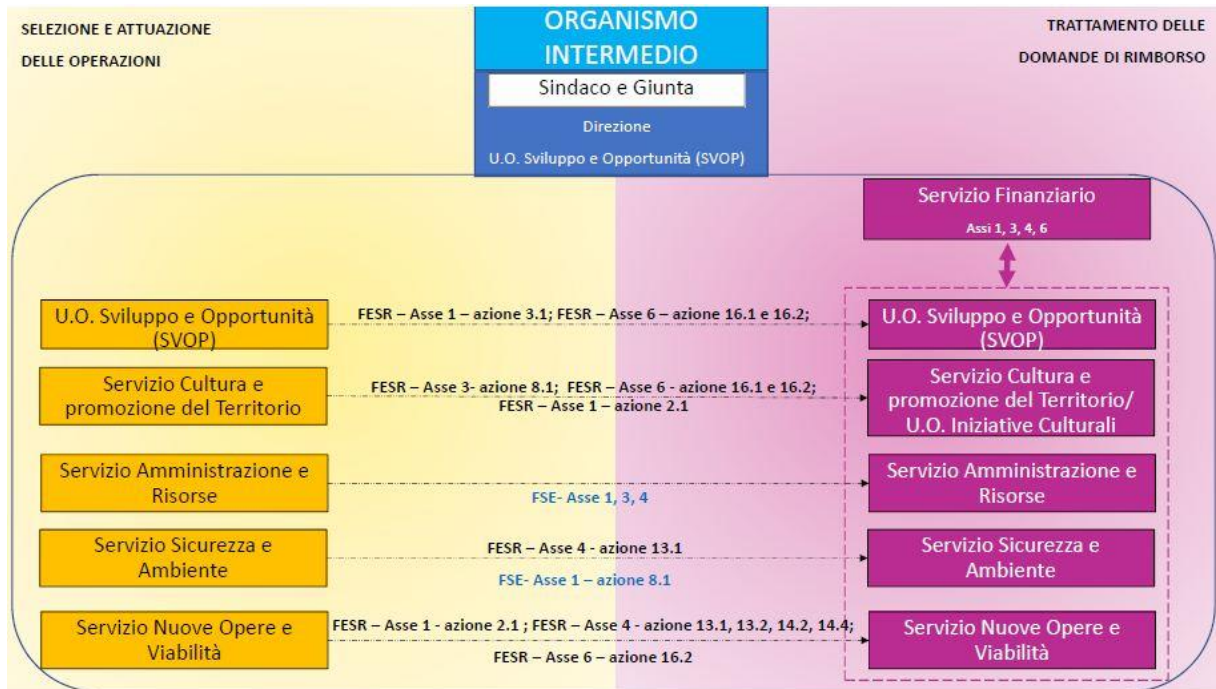 SELEZIONE E ATTUAZIONE
DELLE OPERAZIONI
ORGANISMO
INTERMEDIO
Sindaco e Giunta
Direzione
U.O. Sviluppo e Opportunità (SVOP)
TRATTAMENTO DELLE
DOMANDE DI RIMBORSO
Servizio Finanziario
Assi 1, 3, 4, 6
U.O. Sviluppo e Opportunità
(SVOP)
FESR – Asse 1 – azione 3.1; FESR – Asse 6 – azione 16.1 e 16.2;
U.O. Sviluppo e Opportunità
(SVOP)
Servizio Cultura e
promozione del Territorio
FESR – Asse 3- azione 8.1; FESR – Asse 6 - azione 16.1 e 16.2;
FESR – Asse 1 – azione 2.1
Servizio Cultura e
promozione del Territorio/
U.O. Iniziative Culturali
Servizio Amministrazione e
Risorse
FSE- Asse 1, 3, 4
Servizio Amministrazione e
Risorse
Servizio Sicurezza e
Ambiente
FESR – Asse 4 - azione 13.1
FSE- Asse 1 – azione 8.1
Servizio Sicurezza e
Ambiente
Servizio Nuove Opere e
Viabilità
FESR – Asse 1 - azione 2.1 ; FESR – Asse 4 - azione 13.1, 13.2, 14.2, 14.4;
FESR – Asse 6 – azione 16.2
Servizio Nuove Opere e
Viabilità